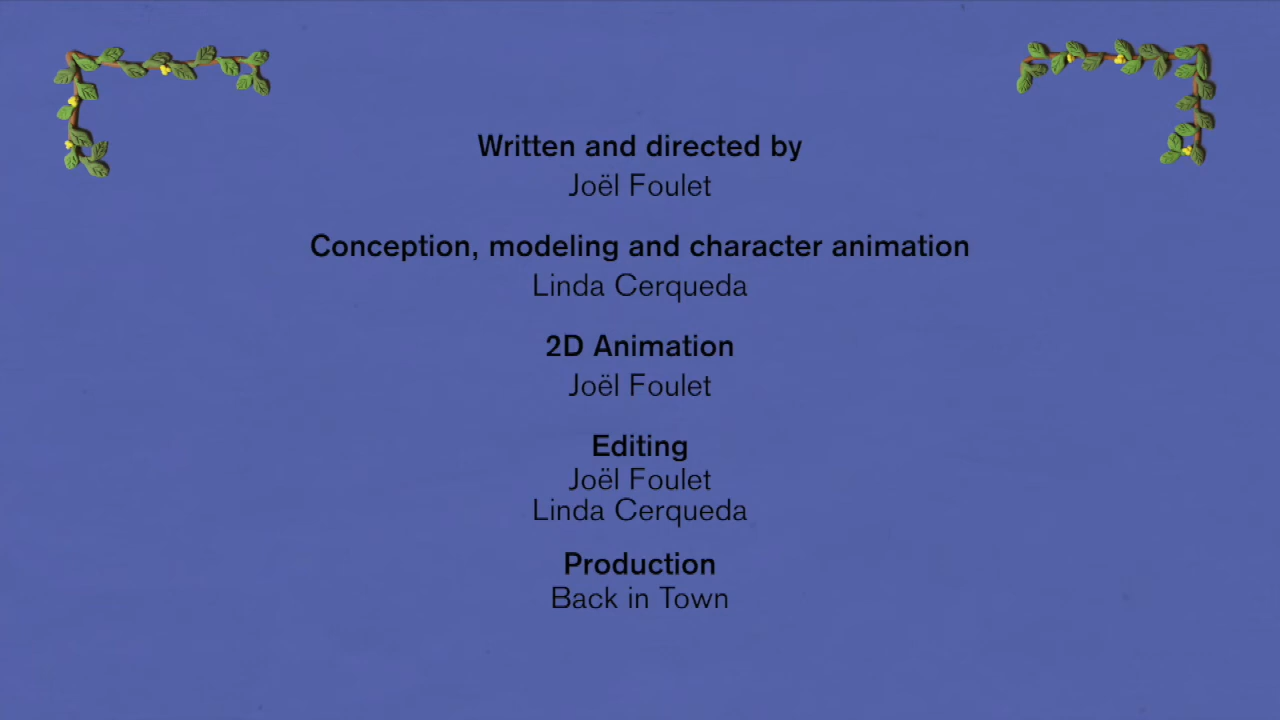 Written and directed by
Joël Foulet
Conception, modeling and character animation
Linda Cerqueda
2D Animation
Joël Foulet
Editing
Joël Foulet
Linda Cerqueda
Production
Back in Town